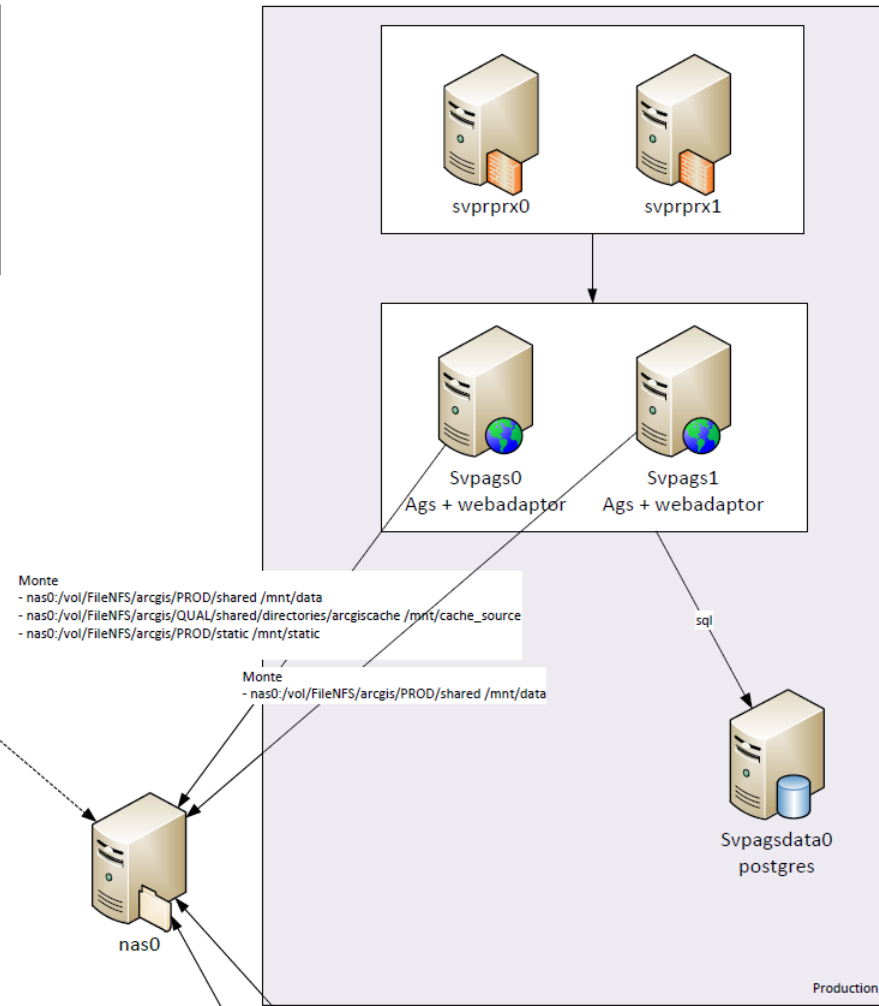 svprprx0
svprprx1
Svpags0
Ags + webadaptor
Svpags1
Ags + webadaptor
Monte
- nas0:/vol/FileNFS/arcgis/PROD/shared /mnt/data
- nas0:/vol/FileNFS/arcgis/QUAL/shared/directories/arcgiscache /mnt/cache_source
- nas0:/vol/FileNFS/arcgis/PROD/static /mnt/static
sql
Monte
- nas0:/vol/FileNFS/arcgis/PROD/shared /mnt/data
Svpagsdata0
postgres
nas0
Production